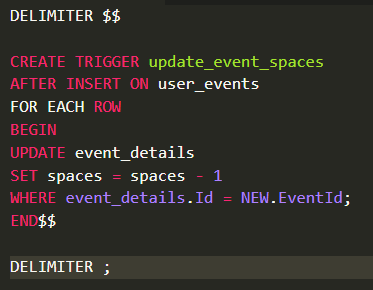 DELIMITER $$
CREATE TRIGGER update_event_spaces
AFTER INSERT ON user_events
FOR EACH ROW
BEGIN
UPDATE event_details
SET spaces = spaces - 1
WHERE event_details.Id = NEW.EventId;
END$$
DELIMITER ;